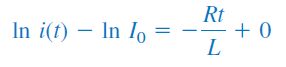 ln i(t) − ln I₀ = −Rt/L + 0